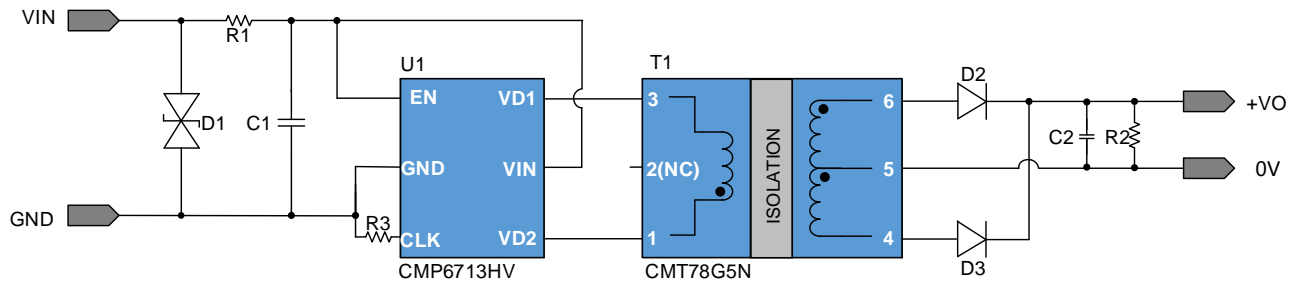 VIN
R1
D1
C1
GND
R3
U1
EN
VD1
GND
VIN
CLK
VD2
CMP6713HV
T1
3
2(NC)
1
ISOLATION
6
5
4
CMT78G5N
D2
D3
C2
R2
+VO
0V